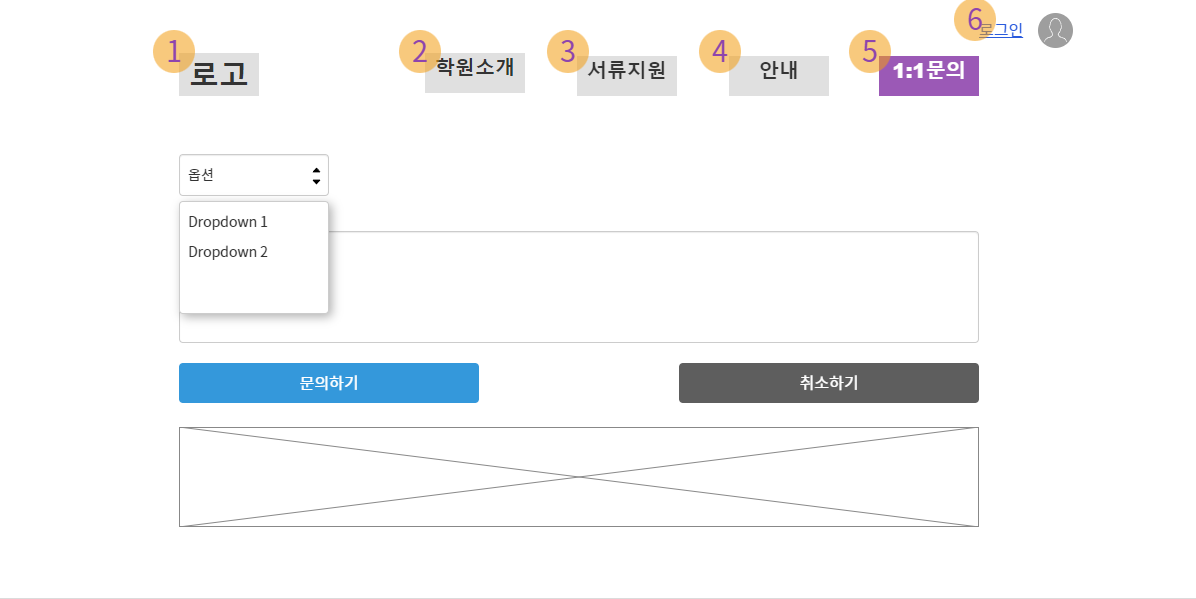 6
로그인
1
로고
2
학원소개
3
서류지원
4
안내
5
1:1문의
옵션
Dropdown 1
Dropdown 2
문의하기
취소하기